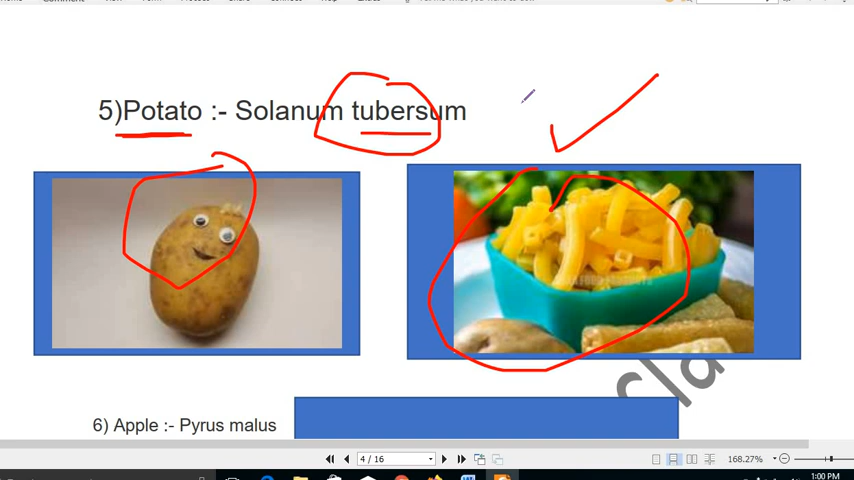 5)Potato :- Solanum tubersum
6) Apple :- Pyrus malus
4 / 16
168.27%
1:00 PM